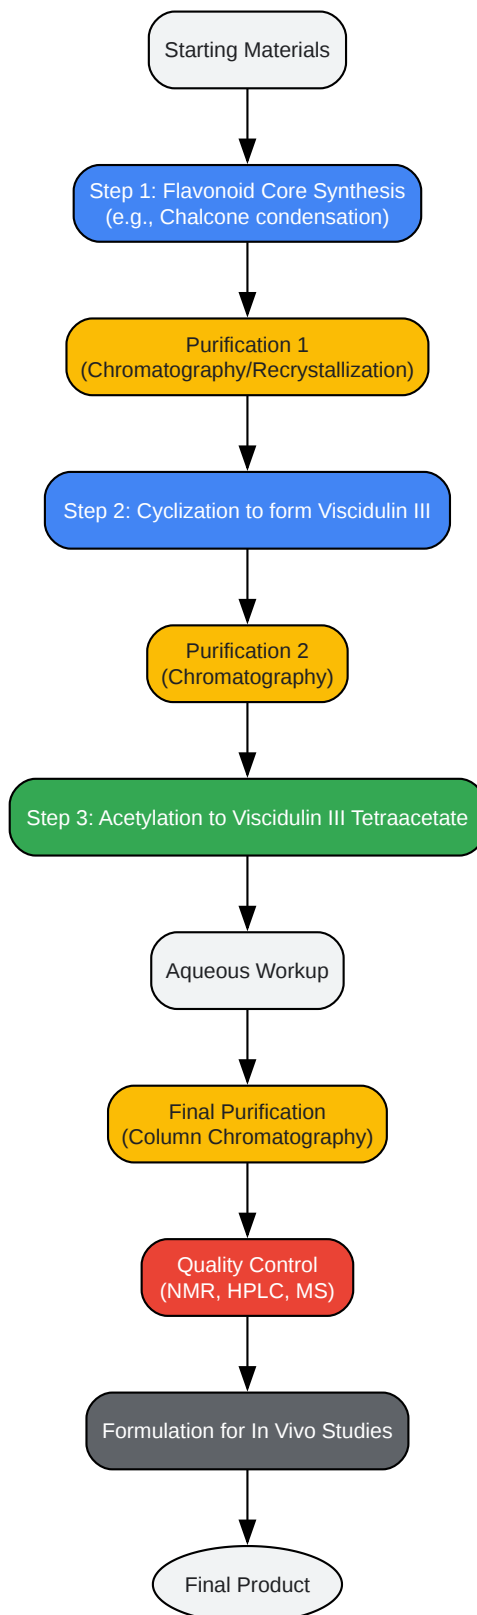 Starting Materials
Step 1: Flavonoid Core Synthesis
(e.g., Chalcone condensation)
Purification 1
(Chromatography/Recrystallization)
Step 2: Cyclization to form Viscidulin III
Purification 2
(Chromatography)
Step 3: Acetylation to Viscidulin III Tetraacetate
Aqueous Workup
Final Purification
(Column Chromatography)
Quality Control
(NMR, HPLC, MS)
Formulation for In Vivo Studies
Final Product